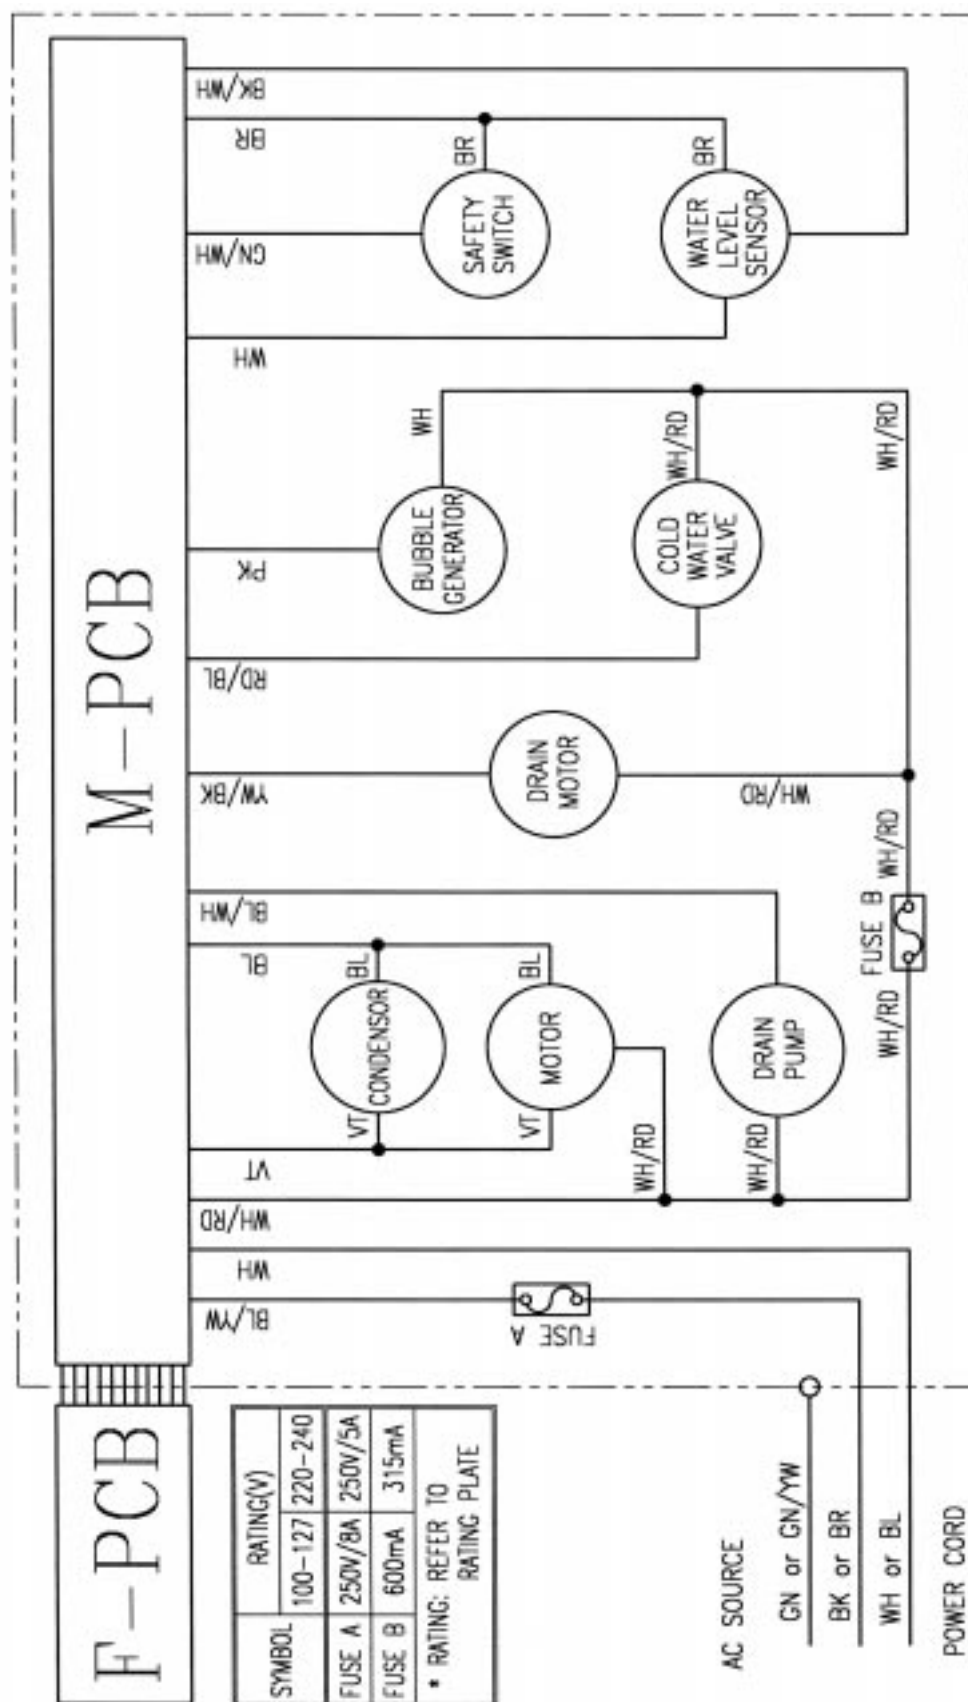 F-PCB
M-PCB
SYMBOL
RATING(V)
100-127
220-240
FUSE A
250V/8A
250V/5A
FUSE B
600mA
315mA
* RATING: REFER TO
RATING PLATE
BL/YW
WH
WH/RD
VT
BL
BL/WH
YW/BK
RD/BL
PK
WH
GN/WH
BR
BK/WH
VT
CONDENSOR
BL
VT
MOTOR
BL
WH/RD
WH/RD
DRAIN
PUMP
FUSE A
WH/RD
FUSE B
WH/RD
DRAIN
MOTOR
WH/RD
BUBBLE
GENERATOR
WH
COLD
WATER
VALVE
WH/RD
WH/RD
SAFETY
SWITCH
BR
WATER
LEVEL
SENSOR
BR
AC SOURCE
GN or GN/YW
BK or BR
WH or BL
POWER CORD